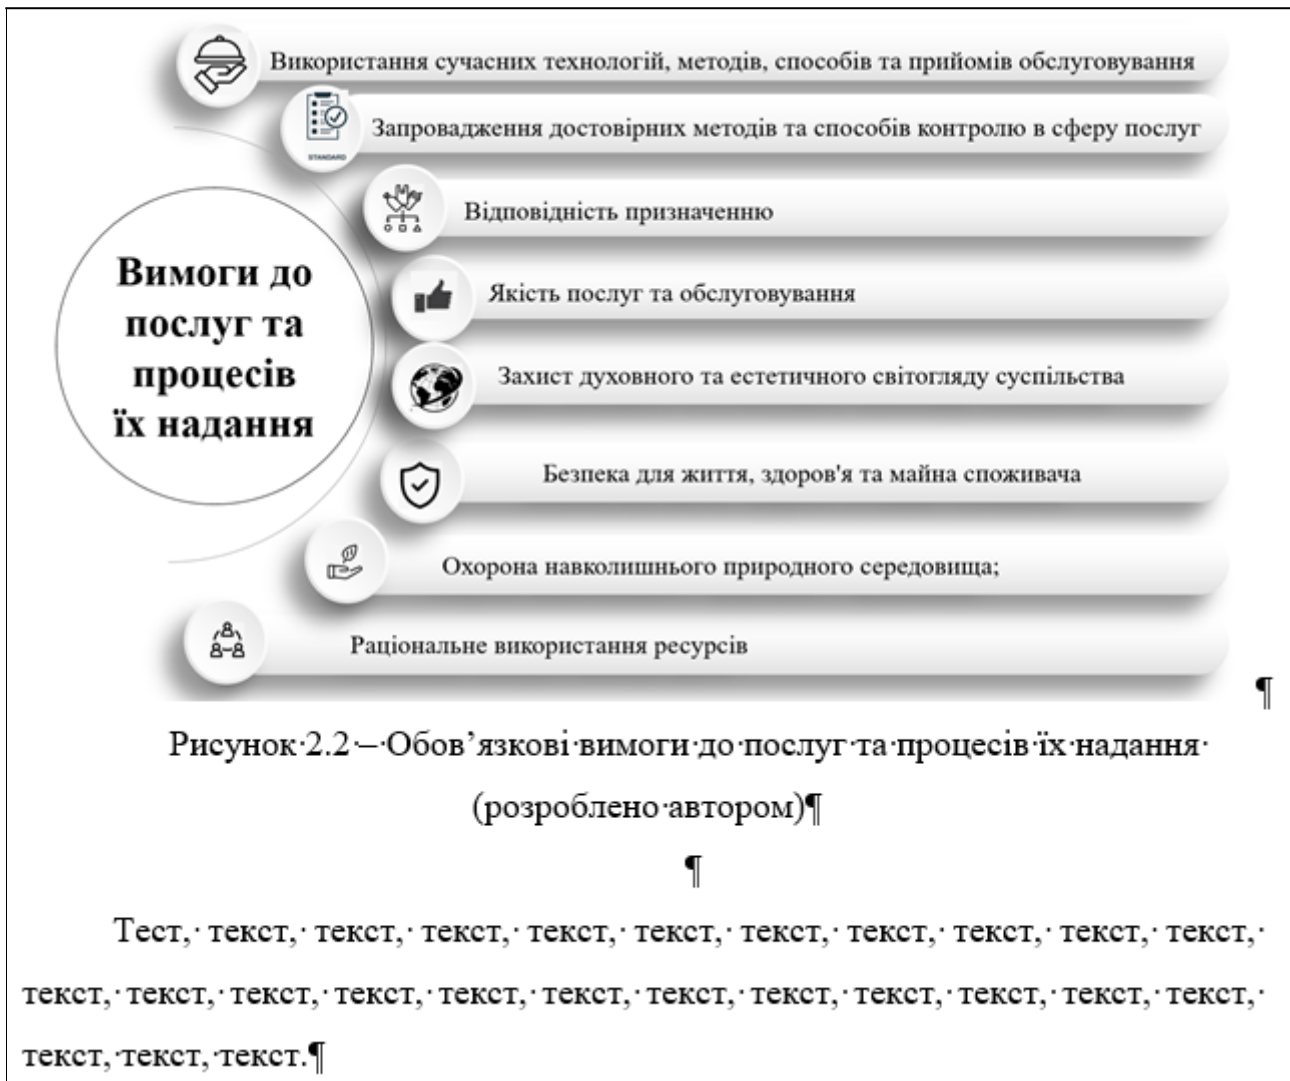 Використання сучасних технологій, методів, способів та прийомів обслуговування
STANDARD
Запровадження достовірних методів та способів контролю в сферу послуг
Відповідність призначенню
Вимоги до
послуг та
процесів
їх надання
Якість послуг та обслуговування
Захист духовного та естетичного світогляду суспільства
Безпека для життя, здоров'я та майна споживача
Охорона навколишнього природного середовища;
Раціональне використання ресурсів
¶
Рисунок·2.2·–·Обов’язкові·вимоги·до·послуг·та·процесів·їх·надання·
(розроблено·автором)¶
¶
Тест,·текст,·текст,·текст,·текст,·текст,·текст,·текст,·текст,·текст,·текст,·
текст,·текст,·текст,·текст,·текст,·текст,·текст,·текст,·текст,·текст,·текст,·текст,·
текст,·текст,·текст.¶